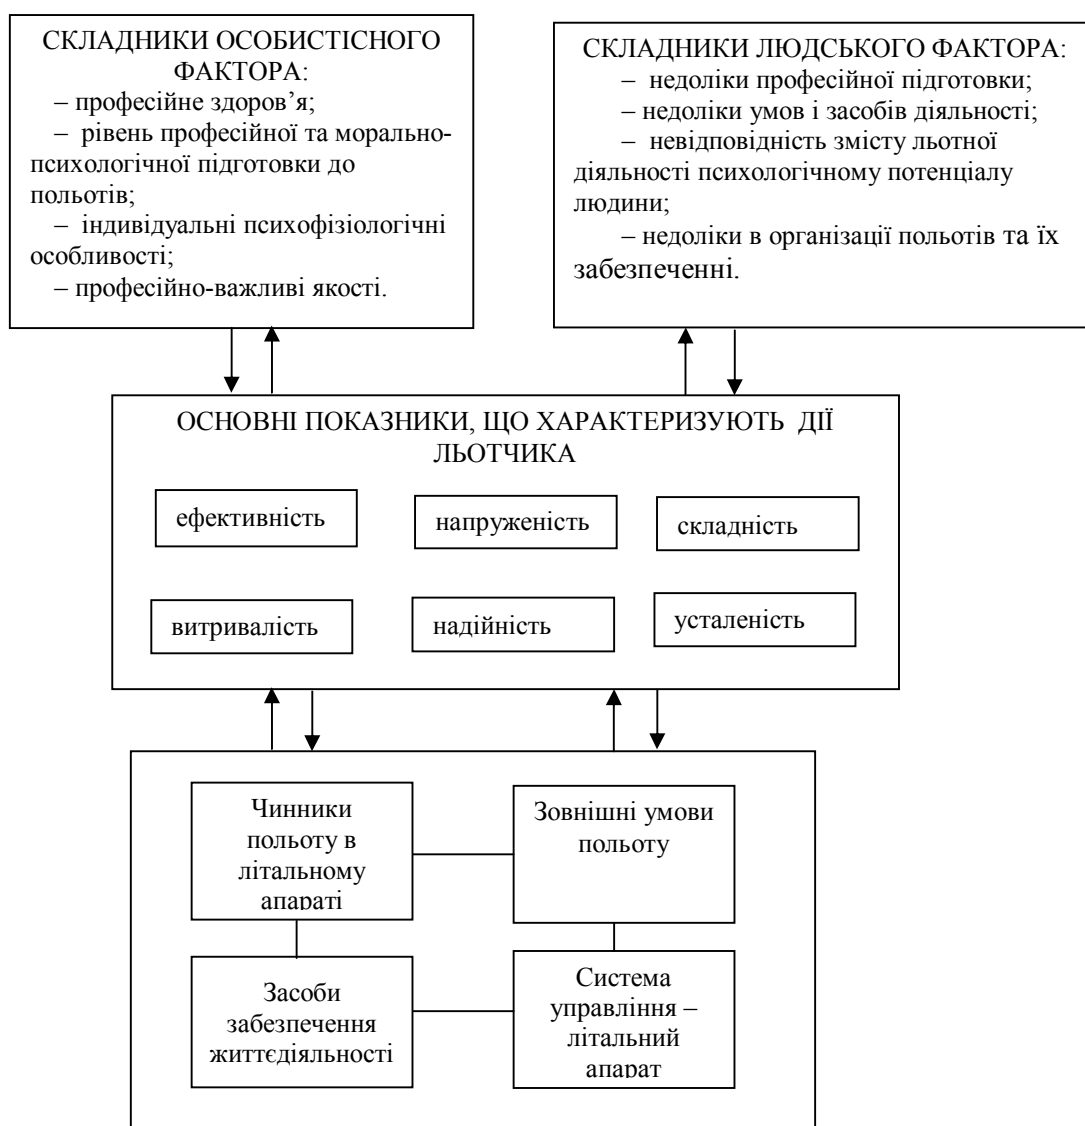 СКЛАДНИКИ ОСОБИСТІСНОГО
ФАКТОРА:
– професійне здоров’я;
– рівень професійної та морально-
психологічної підготовки до
польотів;
– індивідуальні психофізіологічні
особливості;
– професійно-важливі якості.
СКЛАДНИКИ ЛЮДСЬКОГО ФАКТОРА:
– недоліки професійної підготовки;
– недоліки умов і засобів діяльності;
– невідповідність змісту льотної
діяльності психологічному потенціалу
людини;
– недоліки в організації польотів та їх
забезпеченні.
ОСНОВНІ ПОКАЗНИКИ, ЩО ХАРАКТЕРИЗУЮТЬ ДІЇ
ЛЬОТЧИКА
ефективність
напруженість
складність
витривалість
надійність
усталеність
Чинники
польоту в
літальному
апараті
Зовнішні умови
польоту
Засоби
забезпечення
життєдіяльності
Система
управління –
літальний
апарат